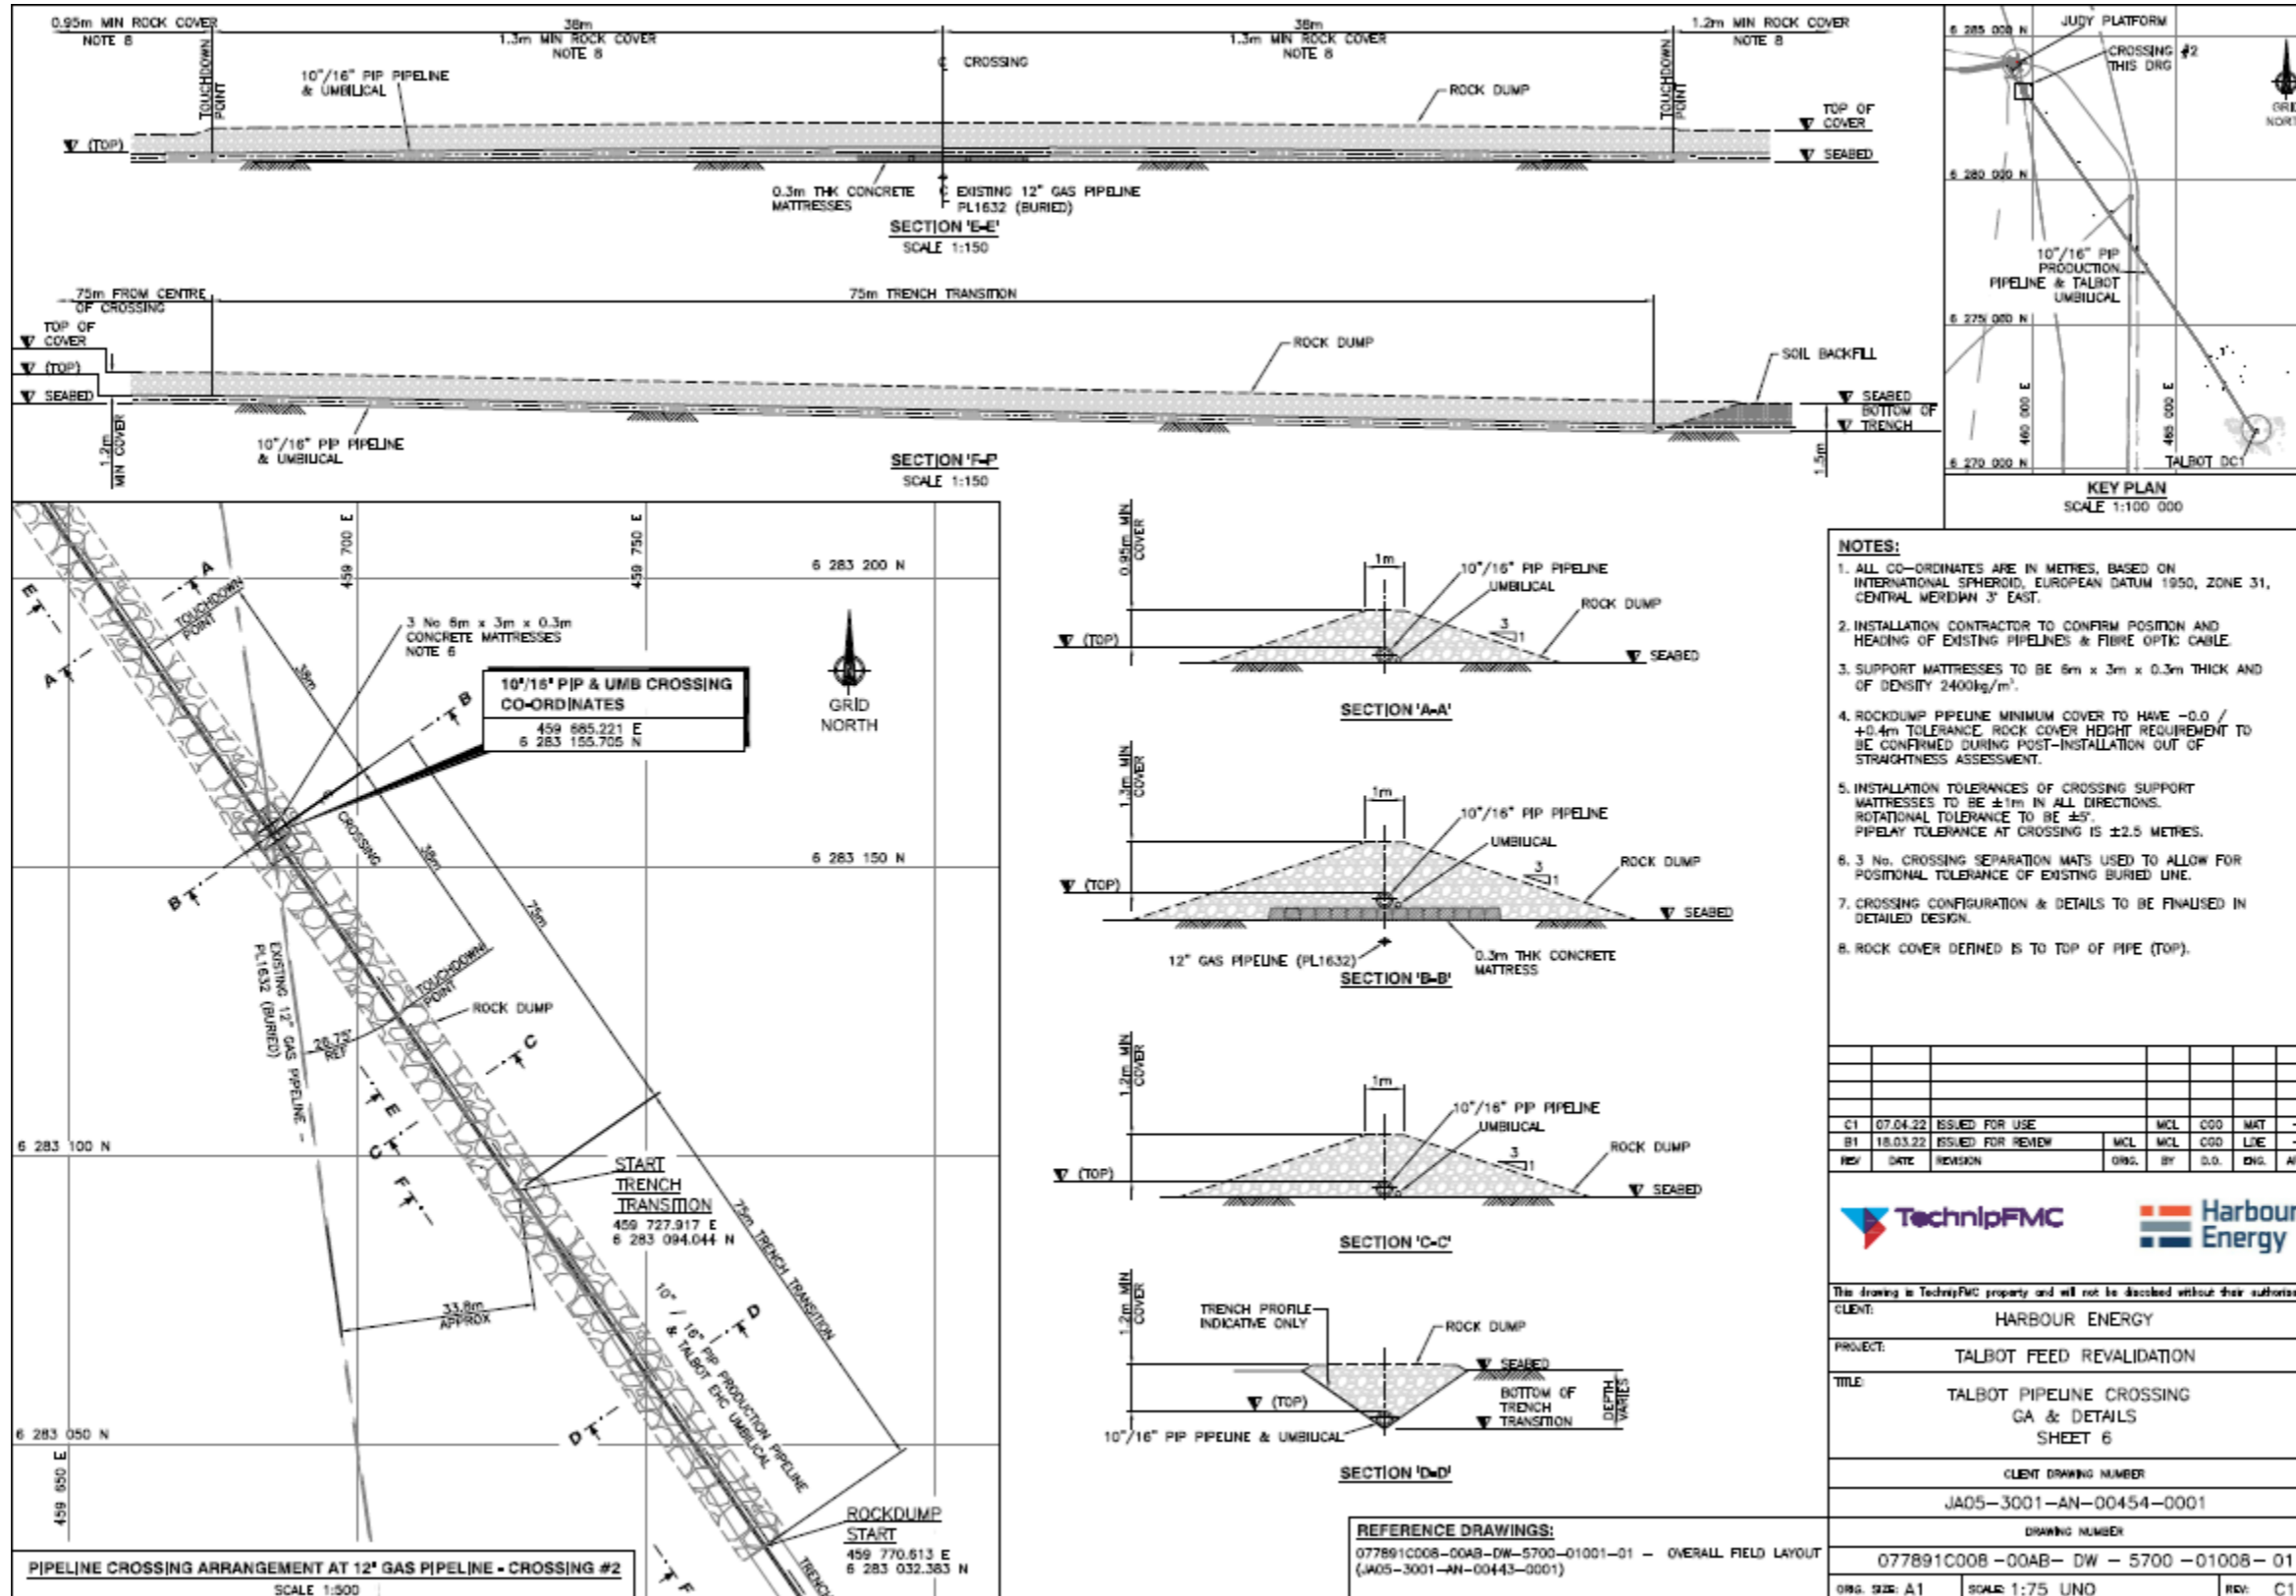 0.95m MIN ROCK COVER
NOTE 8
TOUCHDOWN
POINT
38m
1.3m MIN ROCK COVER
NOTE 8
38m
1.3m MIN ROCK COVER
NOTE 8
TOUCHDOWN
POINT
1.2m MIN ROCK COVER
NOTE 8
10"/16" PIP PIPELINE
& UMBILICAL
CROSSING
ROCK DUMP
TOP OF
COVER
(TOP)
SEABED
0.3m THK CONCRETE
MATTRESSES
EXISTING 12" GAS PIPELINE
PL1632 (BURIED)
SECTION 'E-E'
SCALE 1:150
75m FROM CENTRE
OF CROSSING
75m TRENCH TRANSITION
TOP OF
COVER
(TOP)
SEABED
1.2m
MIN COVER
ROCK DUMP
SOIL BACKFILL
SEABED
BOTTOM OF
TRENCH
1.5m
10"/16" PIP PIPELINE
& UMBILICAL
SECTION 'F-F'
SCALE 1:150
6 285 000 N
JUDY PLATFORM
CROSSING #2
THIS DRG
6 280 000 N
10"/16" PIP
PRODUCTION
PIPELINE & TALBOT
UMBILICAL
6 275 000 N
460 000 E
465 000 E
6 270 000 N
TALBOT DC1
KEY PLAN
SCALE 1:100 000
459 700 E
459 750 E
6 283 200 N
E
A
TOUCHDOWN
POINT
A
3 No 6m x 3m x 0.3m
CONCRETE MATTRESSES
NOTE 6
38m
B
10"/16" PIP & UMB CROSSING
CO-ORDINATES
459 685.221 E
6 283 155.705 N
GRID
NORTH
CROSSING
38m
6 283 150 N
B
75m
EXISTING 12" GAS PIPELINE
PL1632 (BURIED)
TOUCHDOWN
POINT
ROCK DUMP
C
E
C
F
6 283 100 N
START
TRENCH
TRANSITION
459 727.917 E
6 283 094.044 N
75m TRENCH TRANSITION
33.8m
APPROX
10" / 16" PIP PRODUCTION PIPELINE
& TALBOT EHC UMBILICAL
D
D
6 283 050 N
459 650 E
ROCKDUMP
START
459 770.613 E
6 283 032.383 N
F
PIPELINE CROSSING ARRANGEMENT AT 12" GAS PIPELINE - CROSSING #2
SCALE 1:500
0.95m MIN
COVER
1m
10"/16" PIP PIPELINE
UMBILICAL
ROCK DUMP
3
1
(TOP)
SEABED
SECTION 'A-A'
1.3m MIN
COVER
1m
10"/16" PIP PIPELINE
UMBILICAL
ROCK DUMP
3
1
(TOP)
SEABED
12" GAS PIPELINE (PL1632)
0.3m THK CONCRETE
MATTRESS
SECTION 'B-B'
1.2m MIN
COVER
1m
10"/16" PIP PIPELINE
UMBILICAL
ROCK DUMP
3
1
(TOP)
SEABED
SECTION 'C-C'
1.2m MIN
COVER
TRENCH PROFILE
INDICATIVE ONLY
ROCK DUMP
SEABED
(TOP)
BOTTOM OF
TRENCH
TRANSITION
DEPTH
VARIES
10"/16" PIP PIPELINE & UMBILICAL
SECTION 'D-D'
REFERENCE DRAWINGS:
077891C008-00AB-DW-5700-01001-01 - OVERALL FIELD LAYOUT
(JA05-3001-AN-00443-0001)
NOTES:
1. ALL CO-ORDINATES ARE IN METRES, BASED ON
INTERNATIONAL SPHEROID, EUROPEAN DATUM 1950, ZONE 31,
CENTRAL MERIDIAN 3° EAST.
2. INSTALLATION CONTRACTOR TO CONFIRM POSITION AND
HEADING OF EXISTING PIPELINES & FIBRE OPTIC CABLE.
3. SUPPORT MATTRESSES TO BE 6m x 3m x 0.3m THICK AND
OF DENSITY 2400kg/m³.
4. ROCKDUMP PIPELINE MINIMUM COVER TO HAVE -0.0 /
+0.4m TOLERANCE. ROCK COVER HEIGHT REQUIREMENT TO
BE CONFIRMED DURING POST-INSTALLATION OUT OF
STRAIGHTNESS ASSESSMENT.
5. INSTALLATION TOLERANCES OF CROSSING SUPPORT
MATTRESSES TO BE ±1m IN ALL DIRECTIONS.
ROTATIONAL TOLERANCE TO BE ±5°.
PIPELAY TOLERANCE AT CROSSING IS ±2.5 METRES.
6. 3 No. CROSSING SEPARATION MATS USED TO ALLOW FOR
POSITIONAL TOLERANCE OF EXISTING BURIED LINE.
7. CROSSING CONFIGURATION & DETAILS TO BE FINALISED IN
DETAILED DESIGN.
8. ROCK COVER DEFINED IS TO TOP OF PIPE (TOP).
C1 07.04.22 ISSUED FOR USE MCL CGO MAT -
B1 18.03.22 ISSUED FOR REVIEW MCL MCL CGO LDE -
REV DATE REVISION ORIG. BY D.O. ENG.
TechnipFMC
Harbour
Energy
This drawing is TechnipFMC property and will not be disclosed without their
CLIENT:
HARBOUR ENERGY
PROJECT:
TALBOT FEED REVALIDATION
TITLE:
TALBOT PIPELINE CROSSING
GA & DETAILS
SHEET 6
CLIENT DRAWING NUMBER
JA05-3001-AN-00454-0001
DRAWING NUMBER
077891C008-00AB-DW-5700-01008-01
ORIG. SIZE: A1 SCALE: 1:75 UNO REV: C1